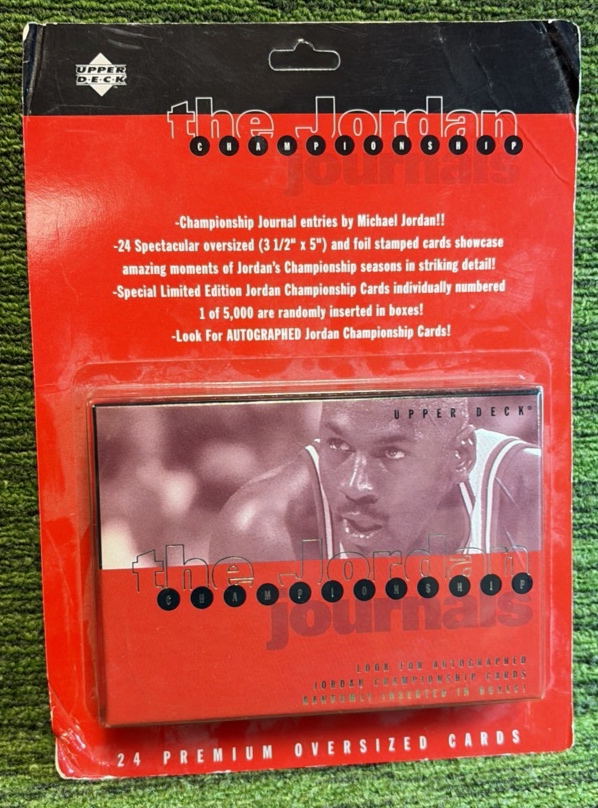 UPPER
D·E·C·K
the Jordan
CHAMPIONSHIP
journals
-Championship Journal entries by Michael Jordan!!
-24 Spectacular oversized (3 1/2" x 5") and foil stamped cards showcase
amazing moments of Jordan's Championship seasons in striking detail!
-Special Limited Edition Jordan Championship Cards individually numbered
1 of 5,000 are randomly inserted in boxes!
-Look For AUTOGRAPHED Jordan Championship Cards!
UPPER DECK®
the Jordan
CHAMPIONSHIP
journals
LOOK FOR AUTOGRAPHED
JORDAN CHAMPIONSHIP CARDS
RANDOMLY INSERTED IN BOXES!
24 PREMIUM OVERSIZED CARDS